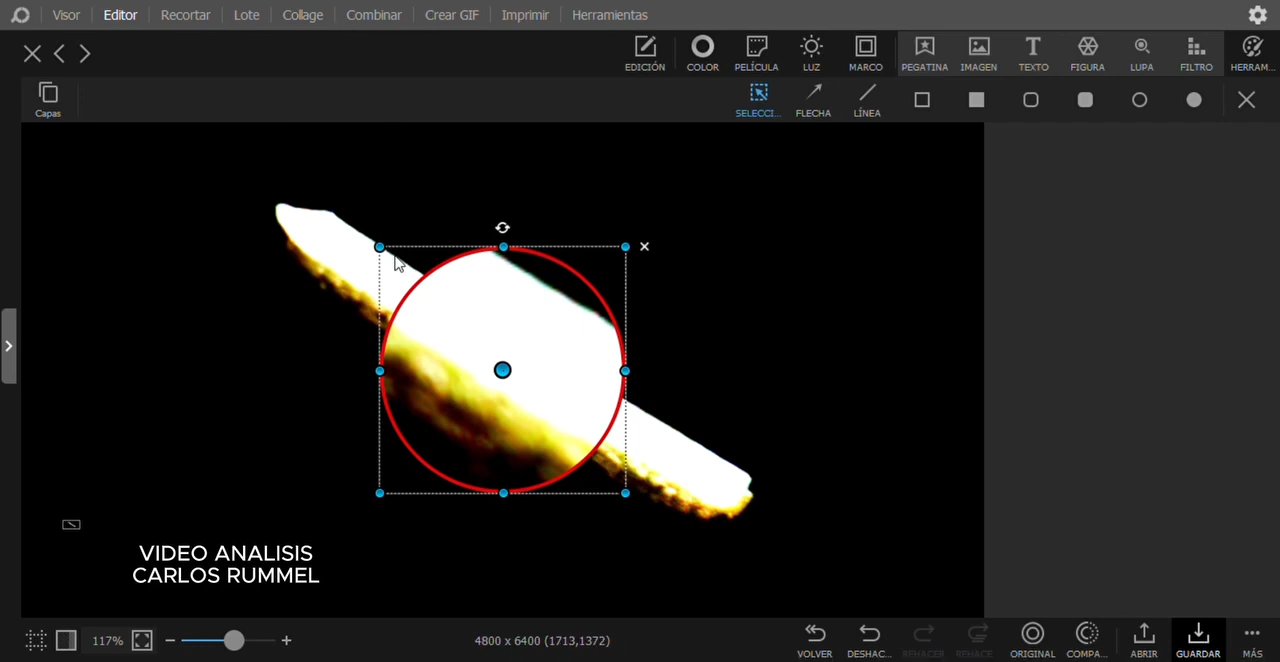 Visor Editor Recortar Lote Collage Combinar Crear GIF Imprimir Herramientas
EDICIÓN COLOR PELÍCULA LUZ MARCO PEGATINA IMAGEN TEXTO FIGURA LUPA FILTRO HERRAM...
Capas SELECCI... FLECHA LÍNEA
VIDEO ANALISIS
CARLOS RUMMEL
117% 4800 x 6400 (1713,1372)
VOLVER DESHAC... REHACER REHACE ORIGINAL COMPA... ABRIR GUARDAR MÁS